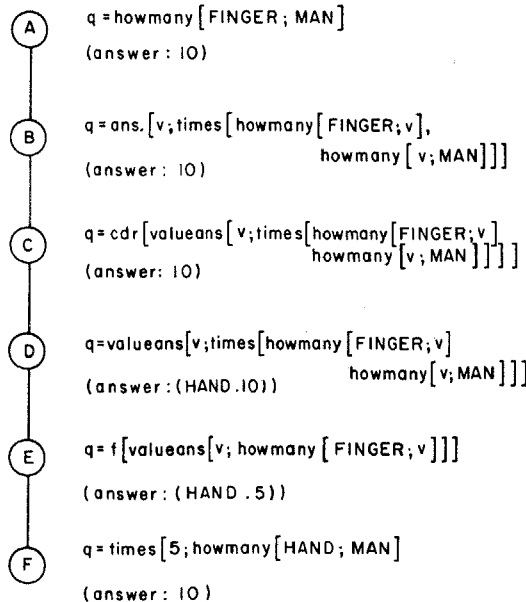 A q = howmany [FINGER; MAN]
(answer: 10)
B q = ans. [v; times [howmany [FINGER; v],
howmany [v; MAN]]]
(answer: 10)
C q = cdr [valueans [v; times [howmany [FINGER; v]
howmany [v; MAN]]]]
(answer: 10)
D q = valueans [v; times [howmany [FINGER; v]
howmany [v; MAN]]]
(answer: (HAND .10))
E q = f [valueans [v; howmany [FINGER; v]]]
(answer: (HAND . 5))
F q = times [5; howmany [HAND; MAN]
(answer: 10)